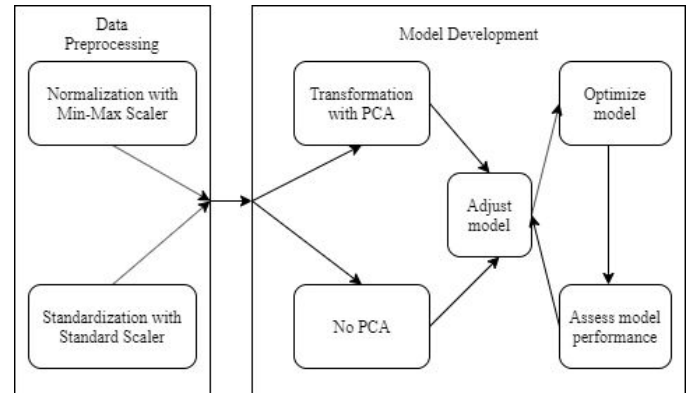 Data
Preprocessing
Normalization with
Min-Max Scaler
Standardization with
Standard Scaler
Model Development
Transformation
with PCA
No PCA
Adjust
model
Optimize
model
Assess model
performance